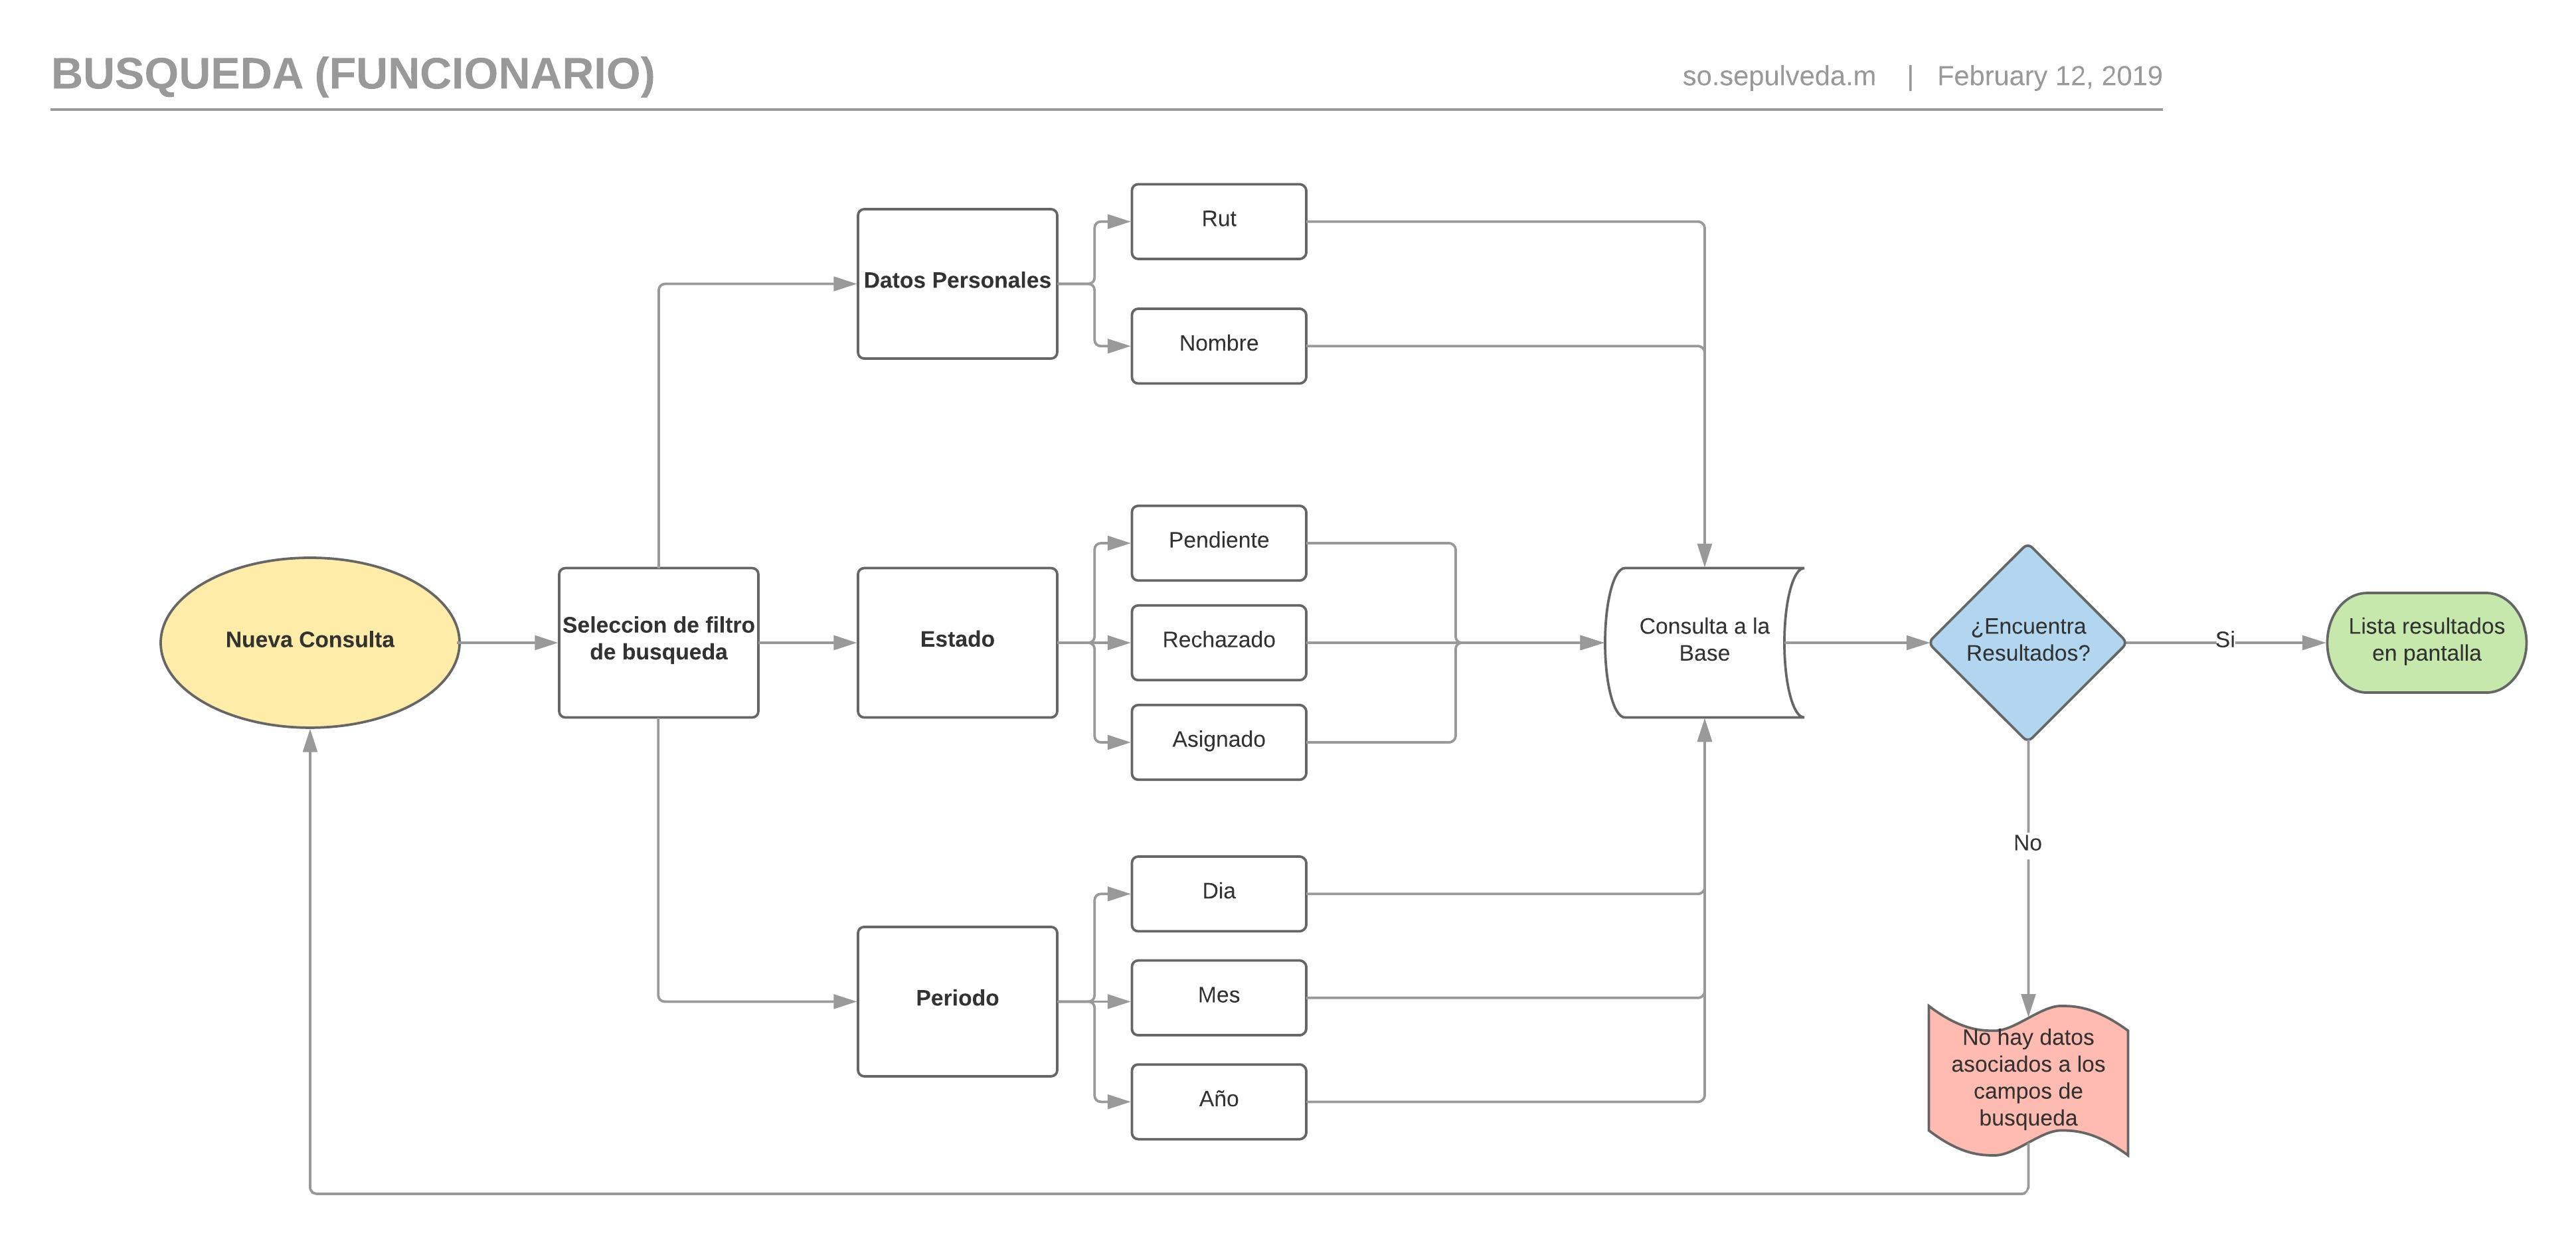 BUSQUEDA (FUNCIONARIO)
so.sepulveda.m | February 12, 2019
Rut
Datos Personales
Nombre
Pendiente
Nueva Consulta
Seleccion de filtro
de busqueda
Estado
Rechazado
Asignado
Consulta a la
Base
¿Encuentra
Resultados?
Si
Lista resultados
en pantalla
No
Dia
Periodo
Mes
Año
No hay datos
asociados a los
campos de
busqueda